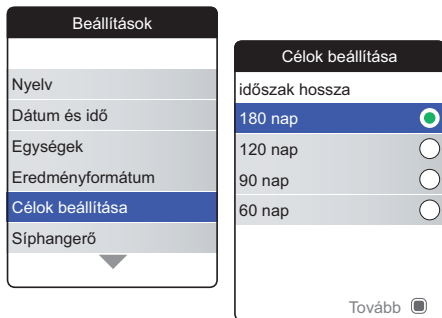 Beállítások
Nyelv
Dátum és idő
Egységek
Eredményformátum
Célok beállítása
Síphangerő
Célok beállítása
időszak hossza
180 nap
120 nap
90 nap
60 nap
Tovább